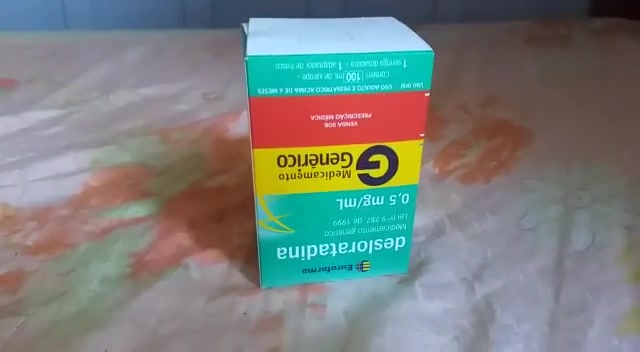 Eurofarma
desloratadina
Medicamento genérico
Lei nº 9.787, de 1999
0,5 mg/mL
G
Medicamento
Genérico
VENDA SOB
PRESCRIÇÃO MÉDICA
USO oral USO ADULTO E PEDIÁTRICO ACIMA DE 6 MESES
Contém 100 mL de xarope -
1 seringa dosadora - 1 adaptador de frasco